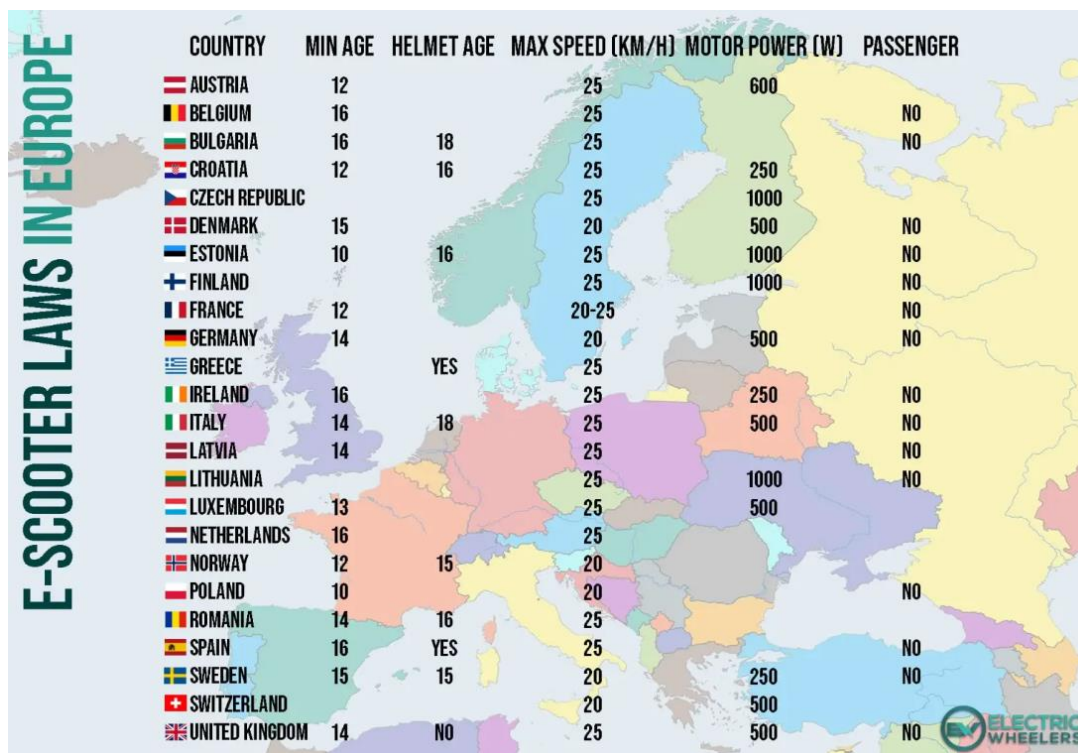 E-SCOOTER LAWS IN EUROPE
COUNTRY MIN AGE HELMET AGE MAX SPEED (KM/H) MOTOR POWER (W) PASSENGER
AUSTRIA 12 25 600
BELGIUM 16 25 NO
BULGARIA 16 18 25 NO
CROATIA 12 16 25 250
CZECH REPUBLIC 25 1000
DENMARK 15 20 500 NO
ESTONIA 10 16 25 1000 NO
FINLAND 25 1000 NO
FRANCE 12 20-25 NO
GERMANY 14 20 500 NO
GREECE YES 25
IRELAND 16 25 250 NO
ITALY 14 18 25 500 NO
LATVIA 14 25 NO
LITHUANIA 25 1000 NO
LUXEMBOURG 13 25 500
NETHERLANDS 16 25
NORWAY 12 15 20
POLAND 10 20 NO
ROMANIA 14 16 25
SPAIN 16 YES 25 NO
SWEDEN 15 15 20 250 NO
SWITZERLAND 20 500
UNITED KINGDOM 14 NO 25 500 NO
ELECTRIC
WHEELERS